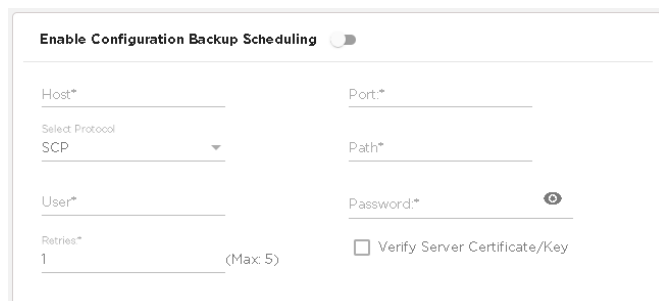 Enable Configuration Backup Scheduling
Host*
Port:*
Select Protocol
SCP
Path*
User*
Password:*
Retries:*
1
(Max: 5)
Verify Server Certificate/Key